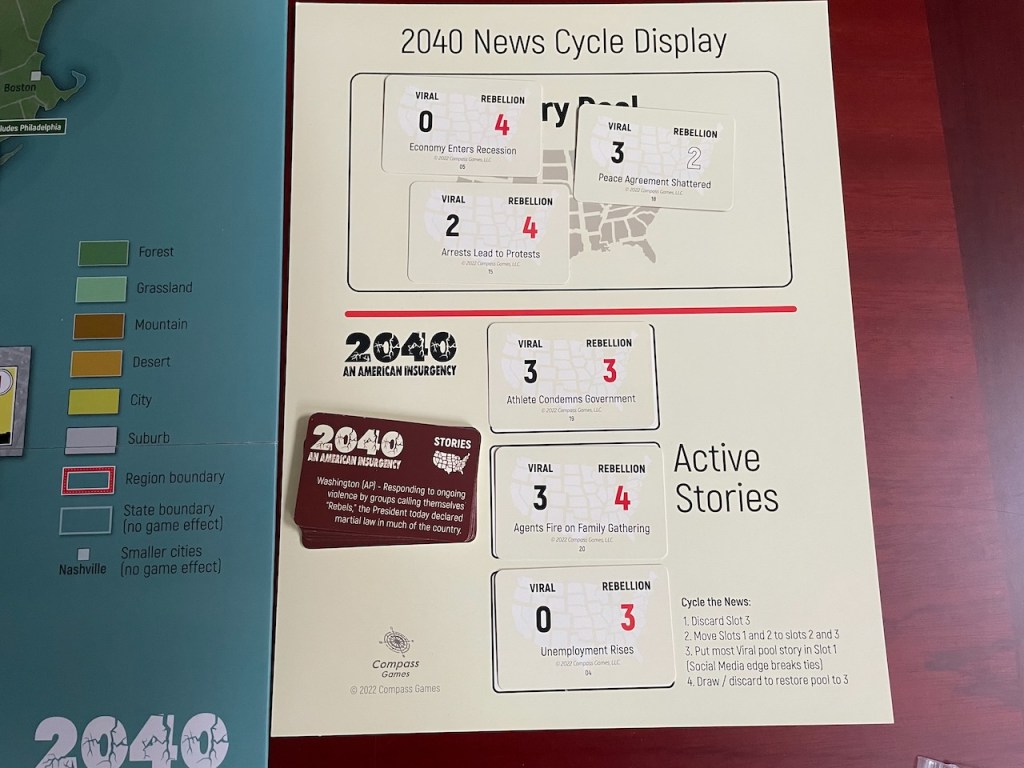 Boston
ludes Philadelphia
Forest
Grassland
Mountain
Desert
City
Suburb
Region boundary
State boundary
(no game effect)
Nashville
Smaller cities
(no game effect)
2040
2040 News Cycle Display
ry Pool
VIRAL REBELLION
0 4
Economy Enters Recession
© 2022 Compass Games, LLC.
05
VIRAL REBELLION
3 2
Peace Agreement Shattered
© 2022 Compass Games, LLC.
18
VIRAL REBELLION
2 4
Arrests Lead to Protests
© 2022 Compass Games, LLC.
15
2040
AN AMERICAN INSURGENCY
VIRAL REBELLION
3 3
Athlete Condemns Government
© 2022 Compass Games, LLC.
19
2040
AN AMERICAN INSURGENCY
STORIES
Washington (AP) - Responding to ongoing
violence by groups calling themselves
"Rebels," the President today declared
martial law in much of the country.
VIRAL REBELLION
3 4
Agents Fire on Family Gathering
© 2022 Compass Games, LLC.
20
Active
Stories
VIRAL REBELLION
0 3
Unemployment Rises
© 2022 Compass Games, LLC.
04
Cycle the News:
1. Discard Slot 3
2. Move Slots 1 and 2 to slots 2 and 3
3. Put most Viral pool story in Slot 1
(Social Media edge breaks ties)
4. Draw / discard to restore pool to 3
Compass
Games
© 2022 Compass Games